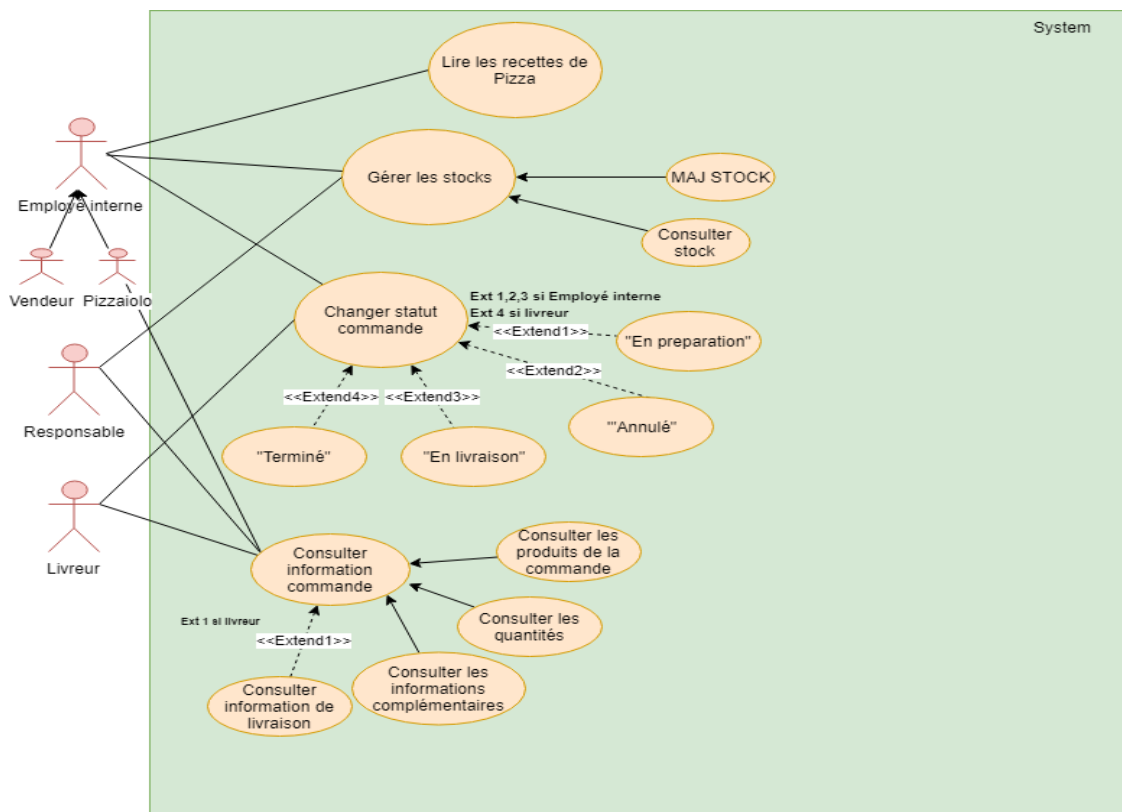 System
Lire les recettes de
Pizza
Employé interne
Gérer les stocks
MAJ STOCK
Consulter
stock
Vendeur
Pizzaiolo
Changer statut
commande
Ext 1,2,3 si Employé interne
Ext 4 si livreur
<<Extend1>>
"En preparation"
<<Extend2>>
<<Extend4>>
<<Extend3>>
Responsable
"Terminé"
"En livraison"
"'Annulé"
Livreur
Consulter
information
commande
Consulter les
produits de la
commande
Consulter les
quantités
Ext 1 si livreur
<<Extend1>>
Consulter
information de
livraison
Consulter les
informations
complémentaires